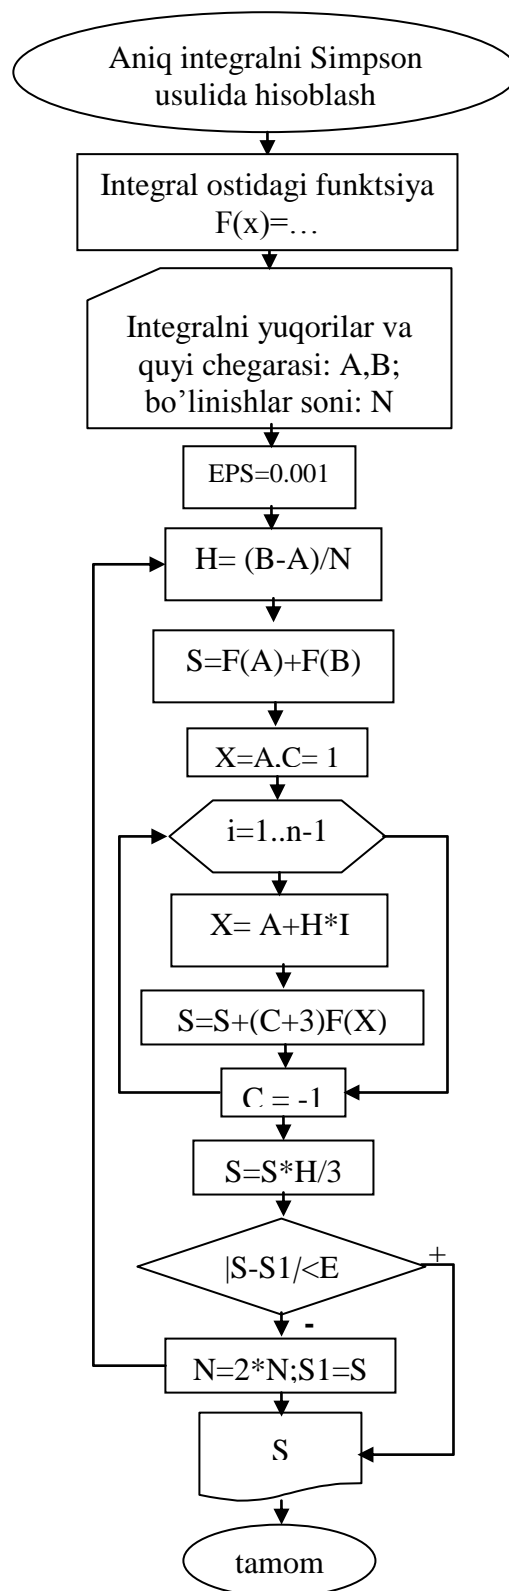 Aniq integralni Simpson
usulida hisoblash
Integral ostidagi funktsiya
F(x)=…
Integralni yuqorilar va
quyi chegarasi: A,B;
bo’linishlar soni: N
EPS=0.001
H= (B-A)/N
S=F(A)+F(B)
X=A,C= 1
i=1..n-1
X= A+H*I
S=S+(C+3)F(X)
C = -1
S=S*H/3
|S-S1/<E
+
-
N=2*N;S1=S
S
tamom